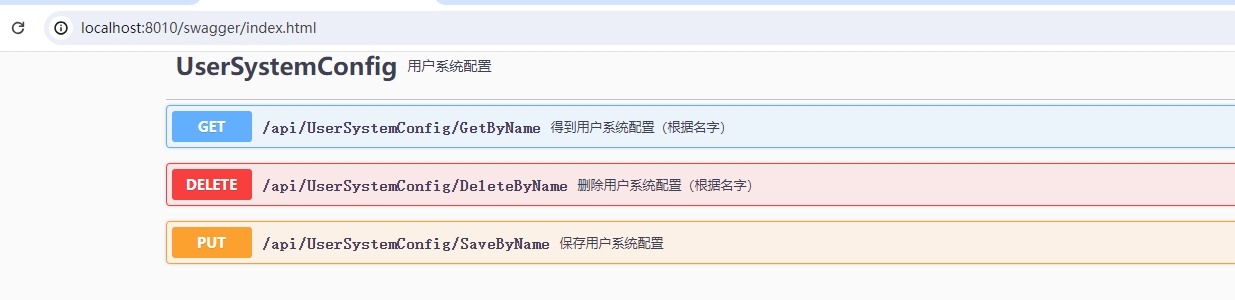 localhost:8010/swagger/index.html
UserSystemConfig 用户系统配置
GET /api/UserSystemConfig/GetByName 得到用户系统配置（根据名字）
DELETE /api/UserSystemConfig/DeleteByName 删除用户系统配置（根据名字）
PUT /api/UserSystemConfig/SaveByName 保存用户系统配置